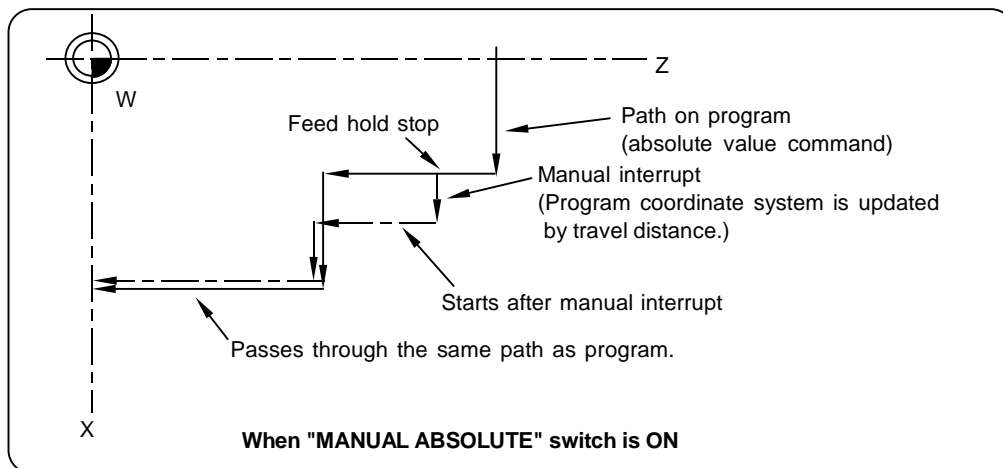 Z
W
Feed hold stop
Path on program
(absolute value command)
Manual interrupt
(Program coordinate system is updated
by travel distance.)
Starts after manual interrupt
Passes through the same path as program.
X
When "MANUAL ABSOLUTE" switch is ON